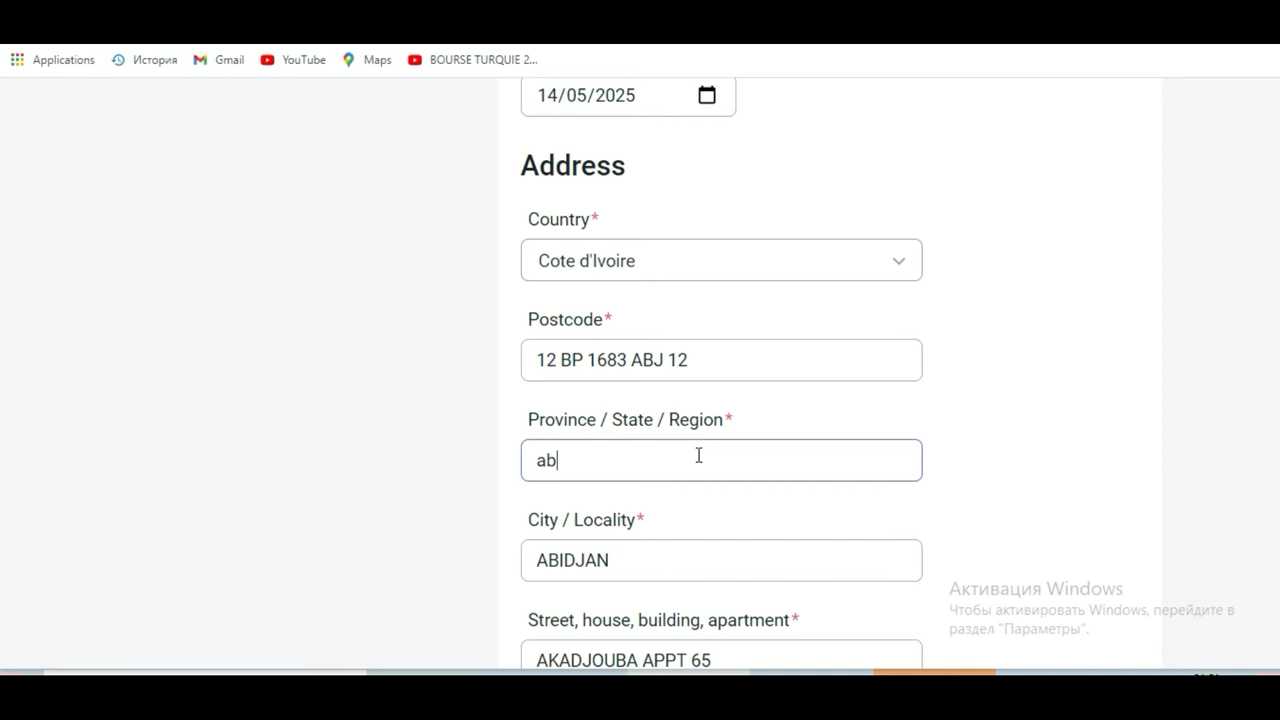 Applications История Gmail YouTube Maps BOURSE TURQUIE 2...
14/05/2025
Address
Country*
Cote d'Ivoire
Postcode*
12 BP 1683 ABJ 12
Province / State / Region*
ab
City / Locality*
ABIDJAN
Street, house, building, apartment*
AKADJOUBA APPT 65
Активация Windows
Чтобы активировать Windows, перейдите в
раздел "Параметры".